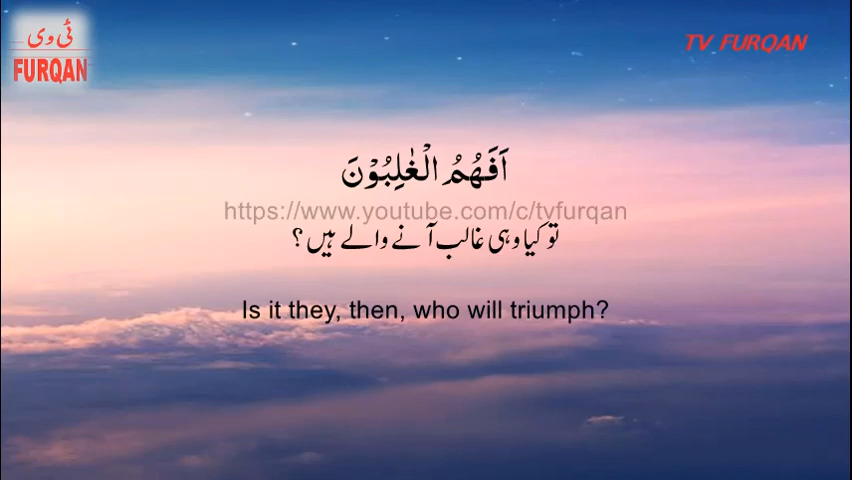 ٹی وی
FURQAN
TV FURQAN
اَفَهُمُ الْغٰلِبُوْنَ
https://www.youtube.com/c/tvfurqan
تو کیا وہی غالب آنے والے ہیں ؟
Is it they, then, who will triumph?